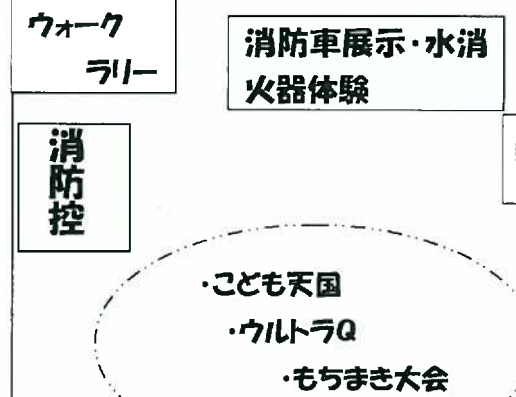 ウォーク
ラリー
消防車展示・水消
火器体験
消防控
・こども天国
・ウルトラQ
・もちまき大会